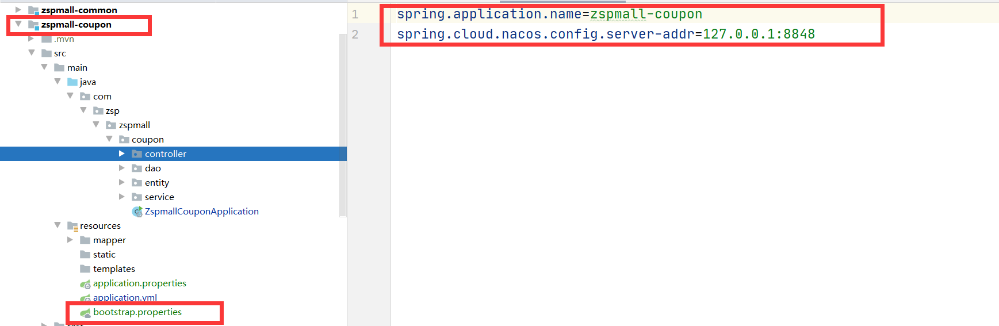 zspmall-common
zspmall-coupon
.mvn
src
main
java
com
zsp
zspmall
coupon
controller
dao
entity
service
ZspmallCouponApplication
resources
mapper
static
templates
application.properties
application.yml
bootstrap.properties
test
1 spring.application.name=zspmall-coupon
2 spring.cloud.nacos.config.server-addr=127.0.0.1:8848